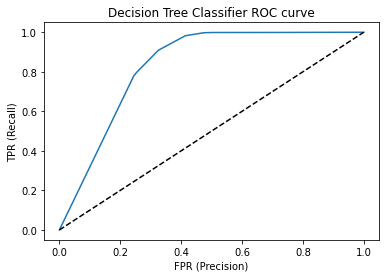 Decision Tree Classifier ROC curve
TPR (Recall)
1.0
0.8
0.6
0.4
0.2
0.0
0.0 0.2 0.4 0.6 0.8 1.0
FPR (Precision)